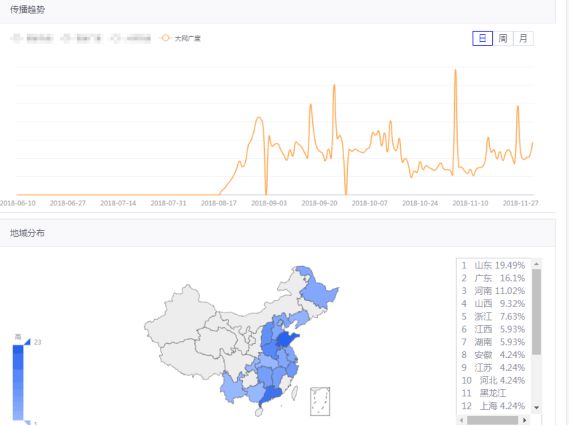 传播趋势
大网广度 日 周 月
2018-06-10 2018-06-27 2018-07-14 2018-07-31 2018-08-17 2018-09-03 2018-09-20 2018-10-07 2018-10-24 2018-11-10 2018-11-27
地域分布
1 山东 19.49%
2 广东 16.1%
3 河南 11.02%
4 山西 9.32%
5 浙江 7.63%
6 江西 5.93%
高
23
7 湖南 5.93%
8 安徽 4.24%
9 江苏 4.24%
10 河北 4.24%
11 黑龙江
12 上海 4.24%
1